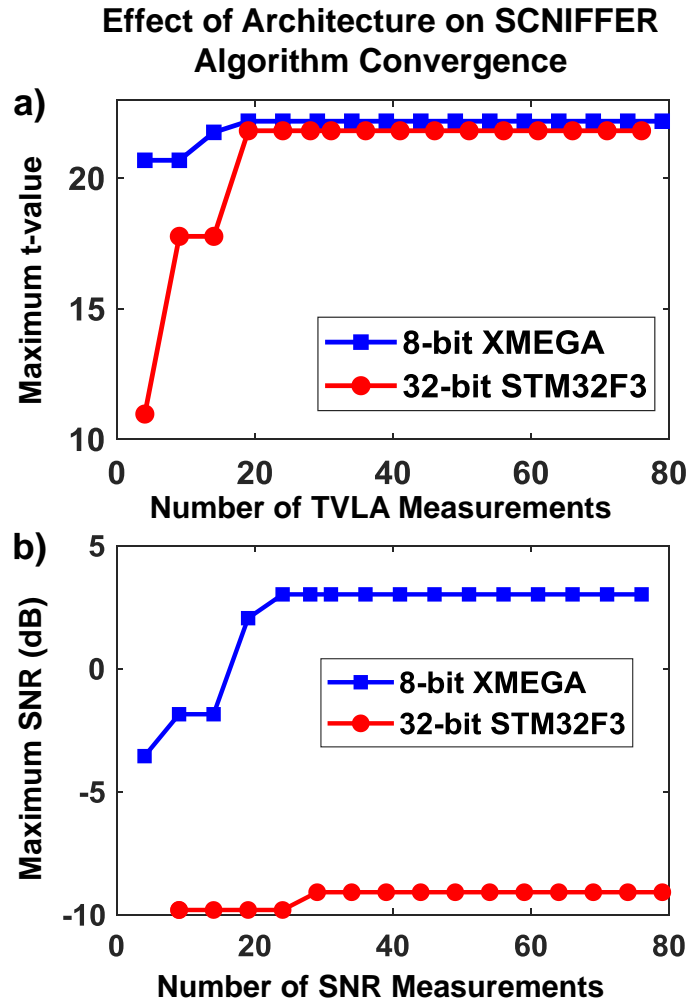 Effect of Architecture on SCNIFFER
Algorithm Convergence
a)
20
15
10
Maximum t-value
8-bit XMEGA
32-bit STM32F3
0 20 40 60 80
Number of TVLA Measurements
b)
5
0
-5
-10
Maximum SNR (dB)
8-bit XMEGA
32-bit STM32F3
0 20 40 60 80
Number of SNR Measurements